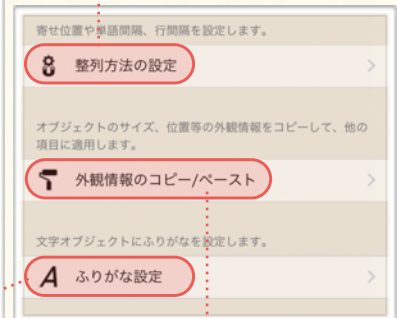 寄せ位置や単語間隔、行間隔を設定します。
整列方法の設定
オブジェクトのサイズ、位置等の外観情報をコピーして、他の
項目に適用します。
外観情報のコピー/ペースト
文字オブジェクトにふりがなを設定します。
ふりがな設定